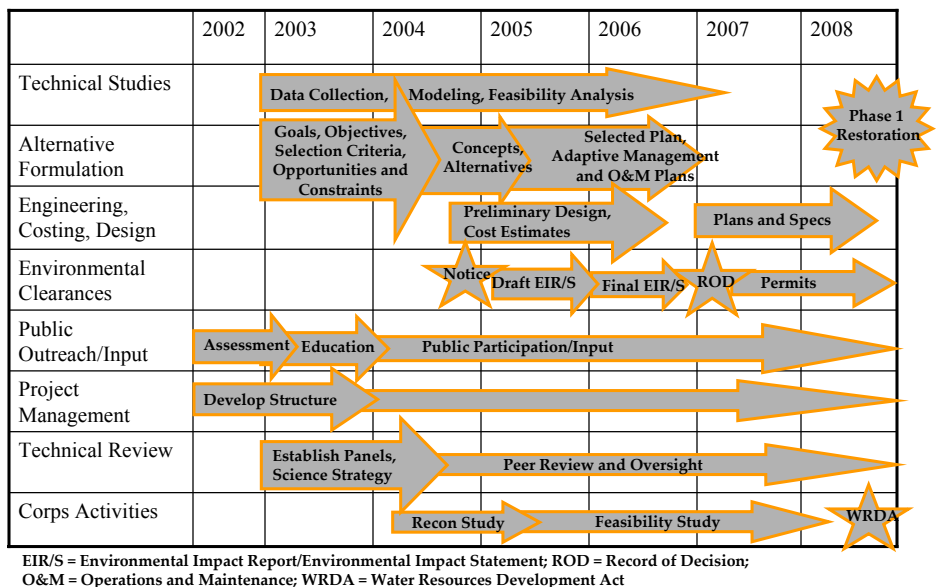 2002 2003 2004 2005 2006 2007 2008
Technical Studies
Data Collection, Modeling, Feasibility Analysis
Phase 1
Restoration
Alternative
Formulation
Goals, Objectives,
Selection Criteria,
Opportunities and
Constraints
Concepts,
Alternatives
Selected Plan,
Adaptive Management
and O&M Plans
Engineering,
Costing, Design
Preliminary Design,
Cost Estimates
Plans and Specs
Environmental
Clearances
Notice
Draft EIR/S
Final EIR/S
ROD
Permits
Public
Outreach/Input
Assessment
Education
Public Participation/Input
Project
Management
Develop Structure
Technical Review
Establish Panels,
Science Strategy
Peer Review and Oversight
Corps Activities
Recon Study
Feasibility Study
WRDA
EIR/S = Environmental Impact Report/Environmental Impact Statement; ROD = Record of Decision;
O&M = Operations and Maintenance; WRDA = Water Resources Development Act